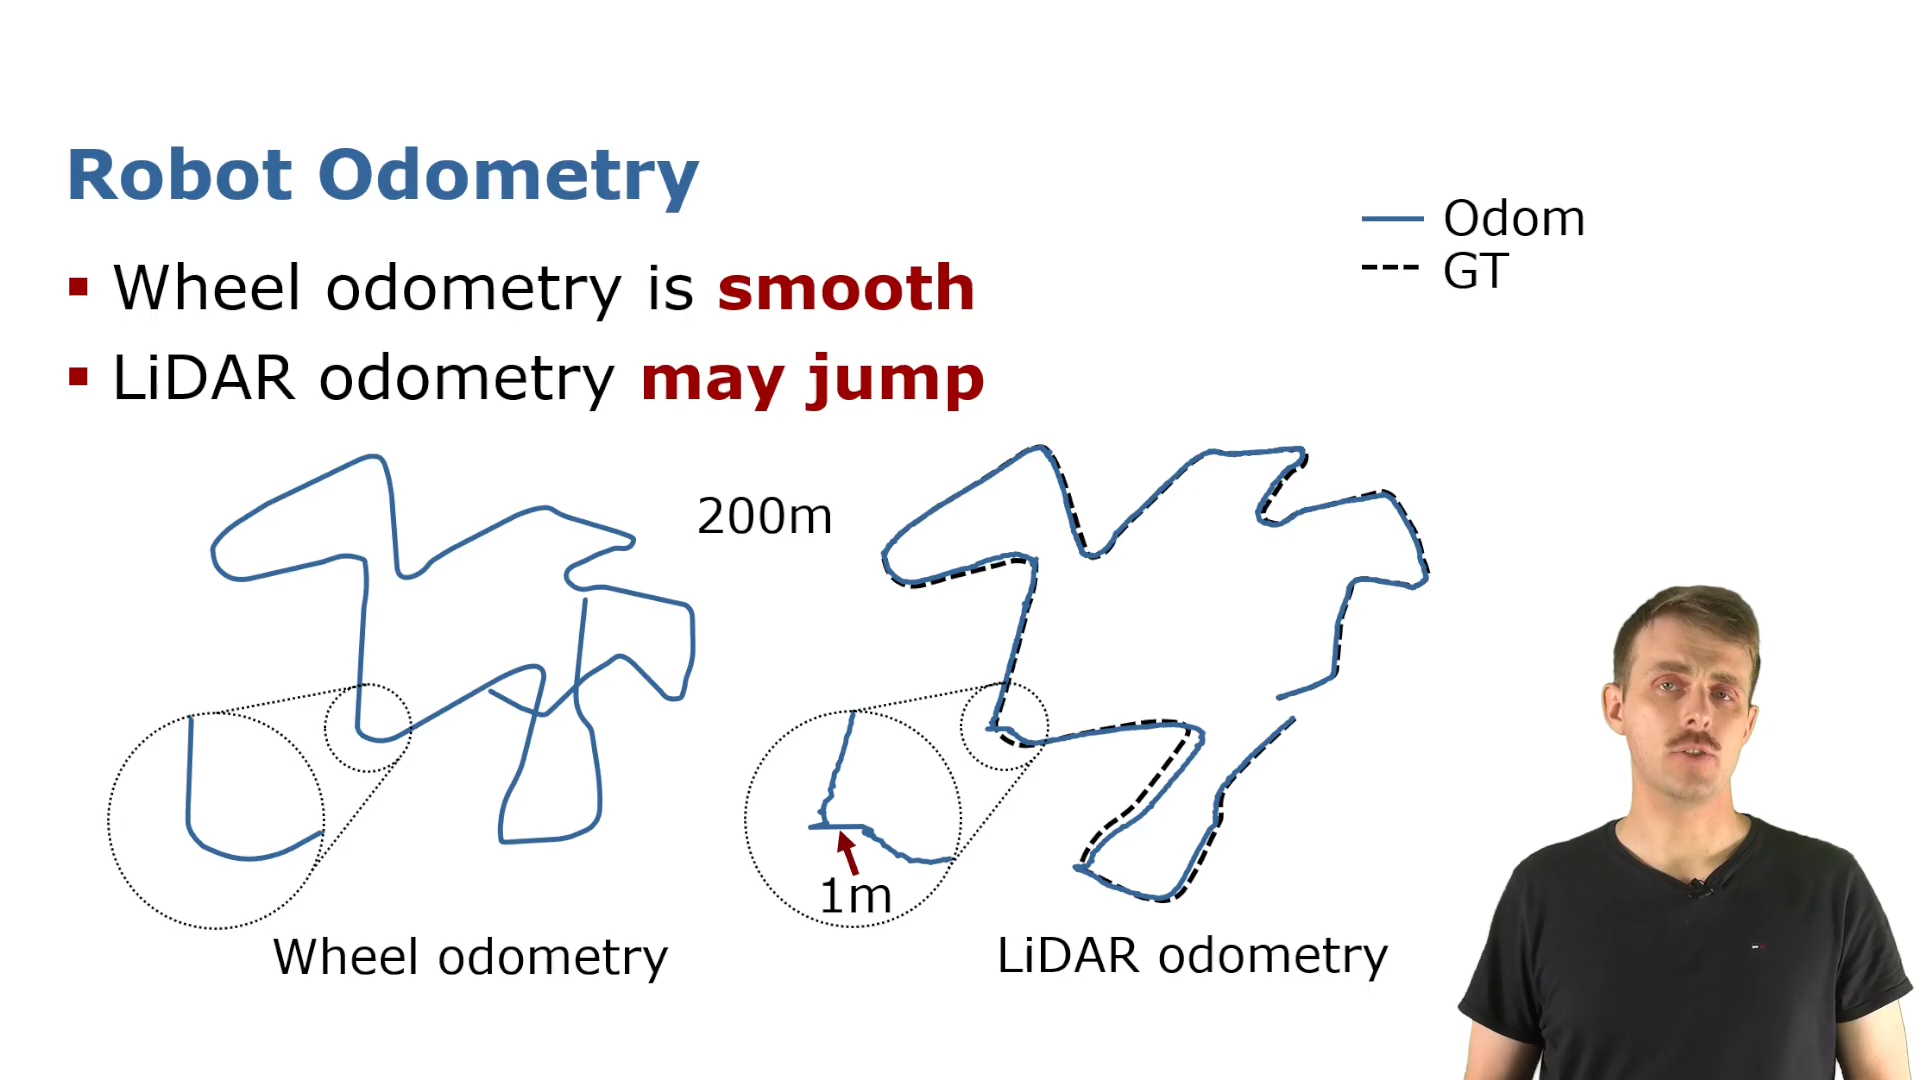 Robot Odometry
Wheel odometry is smooth
LiDAR odometry may jump
Odom
GT
200m
1m
Wheel odometry
LiDAR odometry